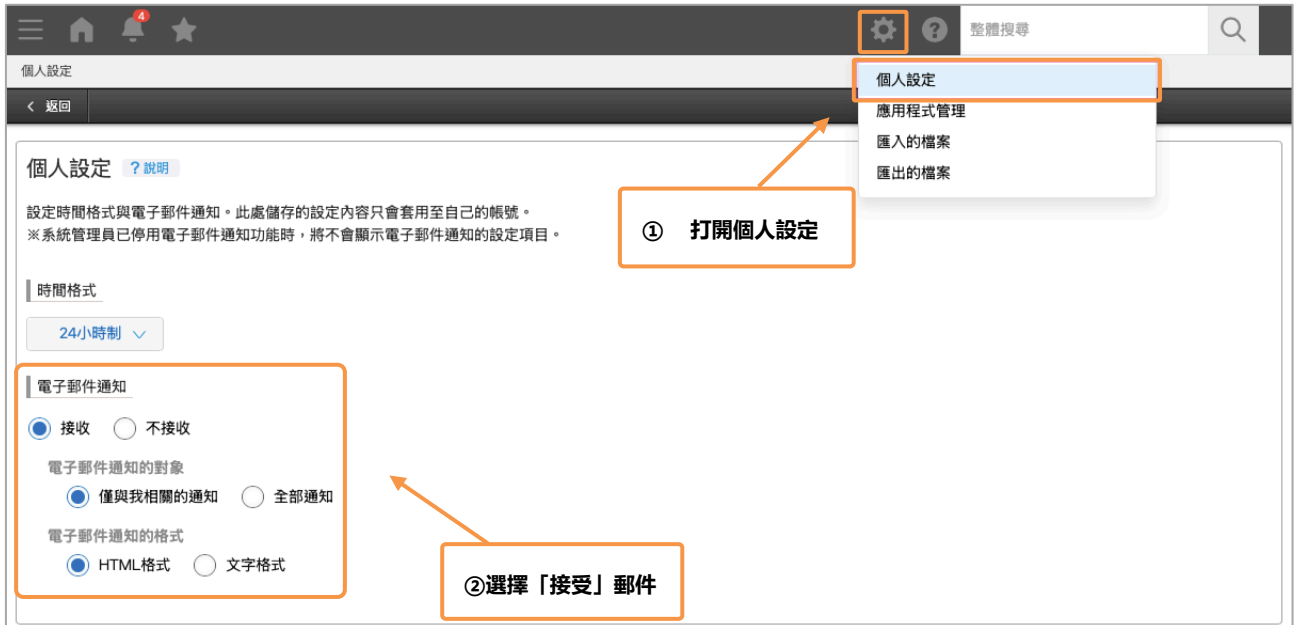 4
整體搜尋
個人設定
個人設定
‹ 返回
應用程式管理
匯入的檔案
匯出的檔案
個人設定 ?說明
設定時間格式與電子郵件通知。此處儲存的設定內容只會套用至自己的帳號。
※系統管理員已停用電子郵件通知功能時，將不會顯示電子郵件通知的設定項目。
① 打開個人設定
時間格式
24小時制
電子郵件通知
接收 不接收
電子郵件通知的對象
僅與我相關的通知 全部通知
電子郵件通知的格式
HTML格式 文字格式
②選擇「接受」郵件